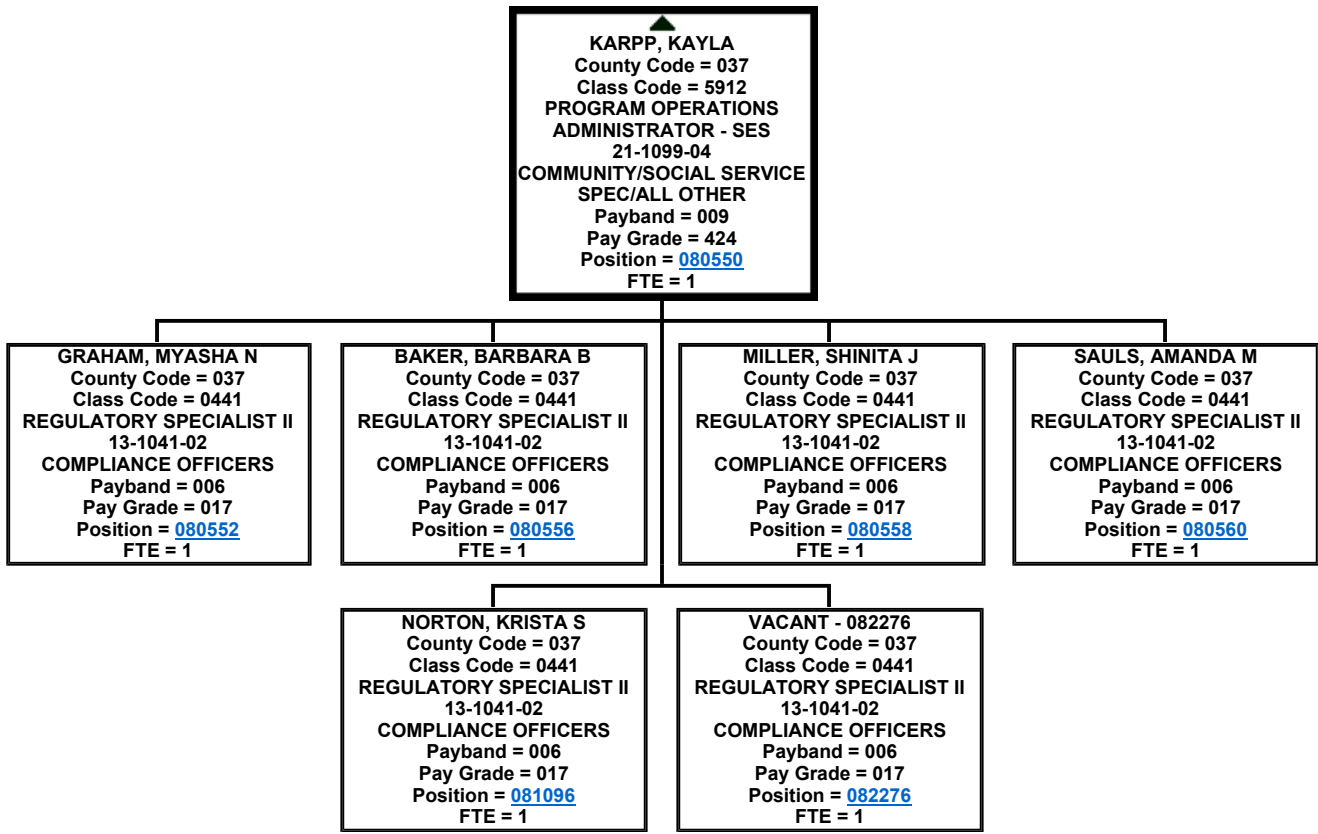 KARPP, KAYLA
County Code = 037
Class Code = 5912
PROGRAM OPERATIONS
ADMINISTRATOR - SES
21-1099-04
COMMUNITY/SOCIAL SERVICE
SPEC/ALL OTHER
Payband = 009
Pay Grade = 424
Position = 080550
FTE = 1
GRAHAM, MYASHA N
County Code = 037
Class Code = 0441
REGULATORY SPECIALIST II
13-1041-02
COMPLIANCE OFFICERS
Payband = 006
Pay Grade = 017
Position = 080552
FTE = 1
BAKER, BARBARA B
County Code = 037
Class Code = 0441
REGULATORY SPECIALIST II
13-1041-02
COMPLIANCE OFFICERS
Payband = 006
Pay Grade = 017
Position = 080556
FTE = 1
MILLER, SHINITA J
County Code = 037
Class Code = 0441
REGULATORY SPECIALIST II
13-1041-02
COMPLIANCE OFFICERS
Payband = 006
Pay Grade = 017
Position = 080558
FTE = 1
SAULS, AMANDA M
County Code = 037
Class Code = 0441
REGULATORY SPECIALIST II
13-1041-02
COMPLIANCE OFFICERS
Payband = 006
Pay Grade = 017
Position = 080560
FTE = 1
NORTON, KRISTA S
County Code = 037
Class Code = 0441
REGULATORY SPECIALIST II
13-1041-02
COMPLIANCE OFFICERS
Payband = 006
Pay Grade = 017
Position = 081096
FTE = 1
VACANT - 082276
County Code = 037
Class Code = 0441
REGULATORY SPECIALIST II
13-1041-02
COMPLIANCE OFFICERS
Payband = 006
Pay Grade = 017
Position = 082276
FTE = 1